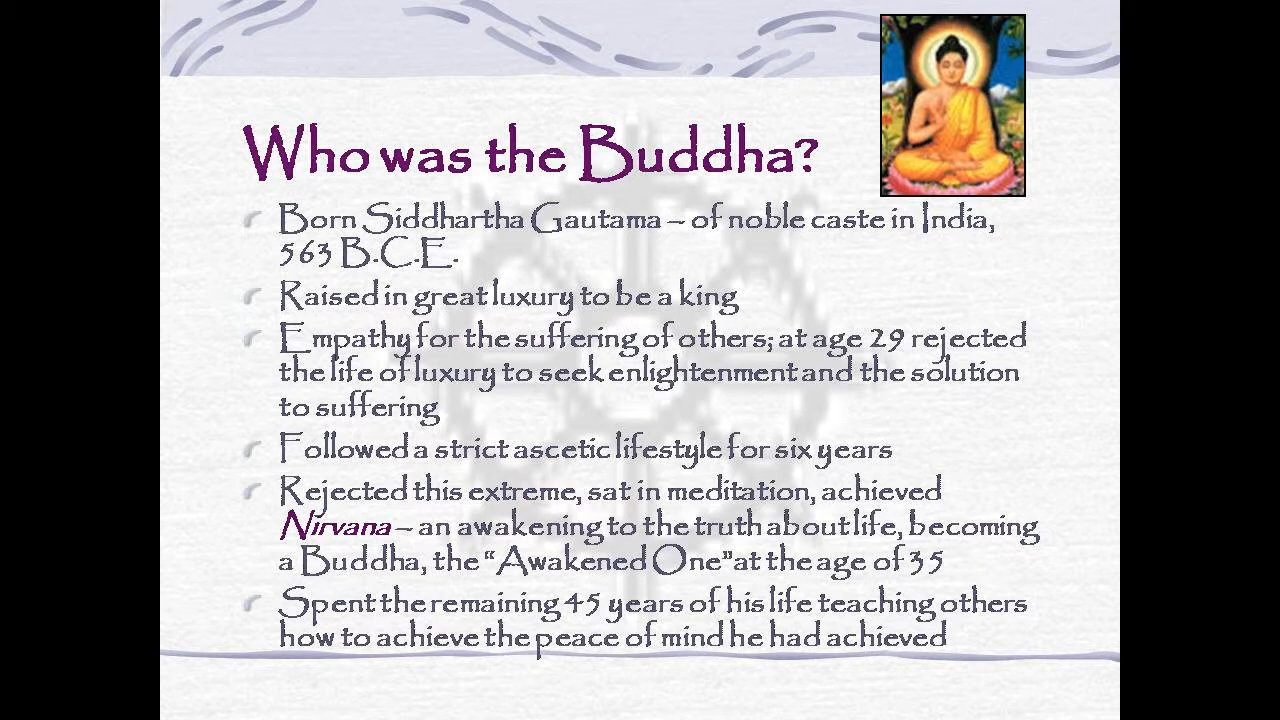 Who was the Buddha?
Born Siddhartha Gautama – of noble caste in India,
563 B.C.E.
Raised in great luxury to be a king
Empathy for the suffering of others; at age 29 rejected
the life of luxury to seek enlightenment and the solution
to suffering
Followed a strict ascetic lifestyle for six years
Rejected this extreme, sat in meditation, achieved
Nirvana – an awakening to the truth about life, becoming
a Buddha, the “Awakened One”at the age of 35
Spent the remaining 45 years of his life teaching others
how to achieve the peace of mind he had achieved